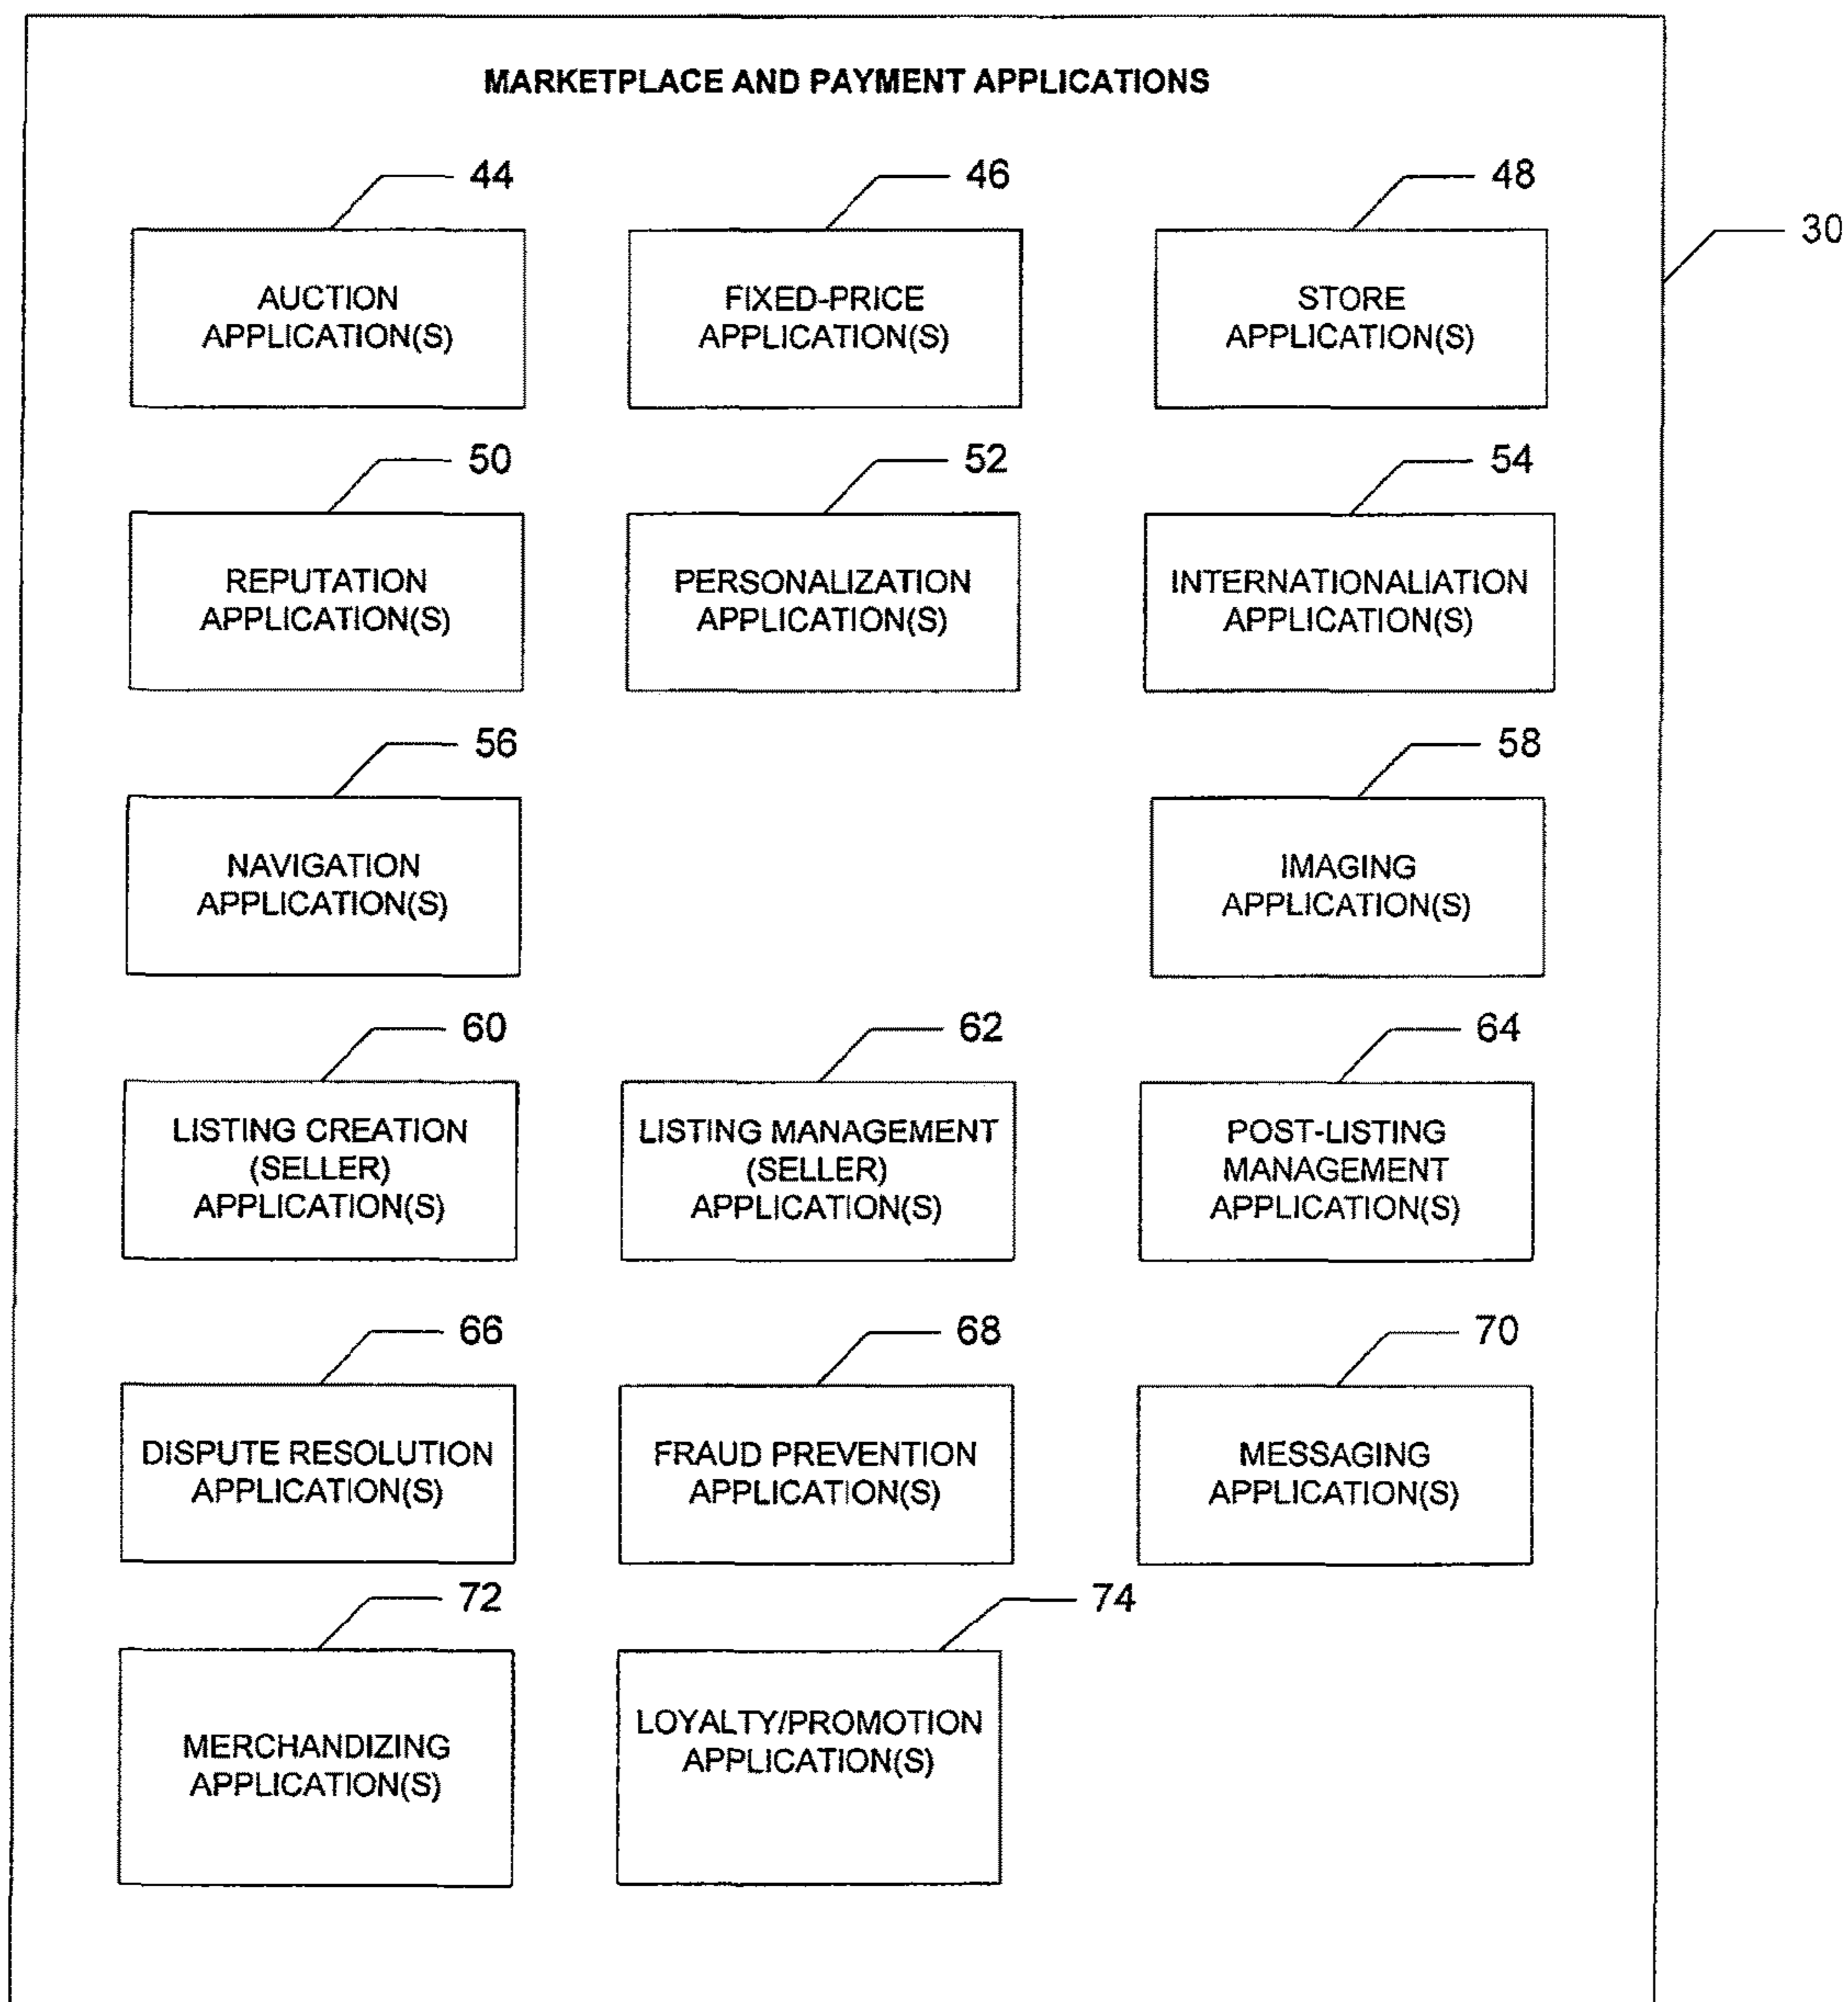 MARKETPLACE AND PAYMENT APPLICATIONS
44
46
48
30
AUCTION
APPLICATION(S)
FIXED-PRICE
APPLICATION(S)
STORE
APPLICATION(S)
50
52
54
REPUTATION
APPLICATION(S)
PERSONALIZATION
APPLICATION(S)
INTERNATIONALIATION
APPLICATION(S)
56
58
NAVIGATION
APPLICATION(S)
IMAGING
APPLICATION(S)
60
62
64
LISTING CREATION
(SELLER)
APPLICATION(S)
LISTING MANAGEMENT
(SELLER)
APPLICATION(S)
POST-LISTING
MANAGEMENT
APPLICATION(S)
66
68
70
DISPUTE RESOLUTION
APPLICATION(S)
FRAUD PREVENTION
APPLICATION(S)
MESSAGING
APPLICATION(S)
72
74
MERCHANDIZING
APPLICATION(S)
LOYALTY/PROMOTION
APPLICATION(S)